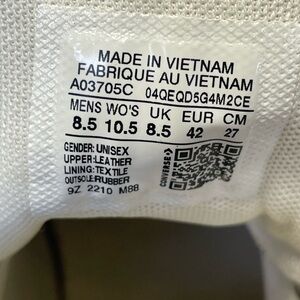 MADE IN VIETNAM
FABRIQUE AU VIETNAM
A03705C 04QEQD5G4M2CE
MENS WO'S UK EUR CM
8.5 10.5 8.5 42 27
GENDER: UNISEX
UPPER:LEATHER
LINING:TEXTILE
OUTSOLE:RUBBER
9Z 2210 M88
CONVERSE